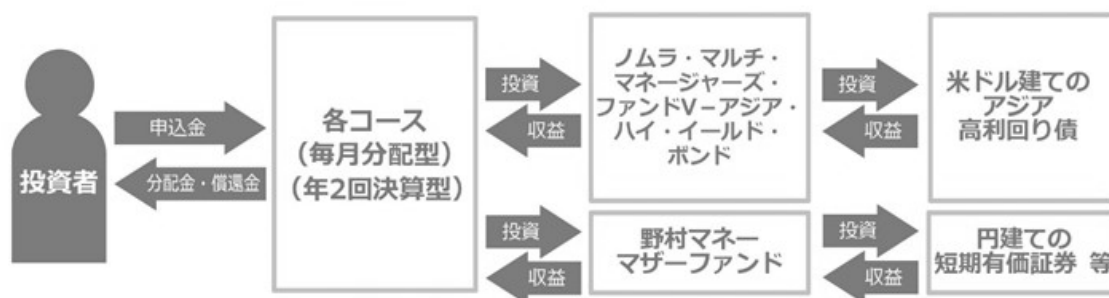 投資者
申込金
分配金・償還金
各コース
（毎月分配型）
（年2回決算型）
投資
収益
ノムラ・マルチ・
マネージャーズ・
ファンドⅤ－アジア・
ハイ・イールド・
ボンド
投資
収益
米ドル建ての
アジア
高利回り債
投資
収益
野村マネー
マザーファンド
投資
収益
円建ての
短期有価証券 等